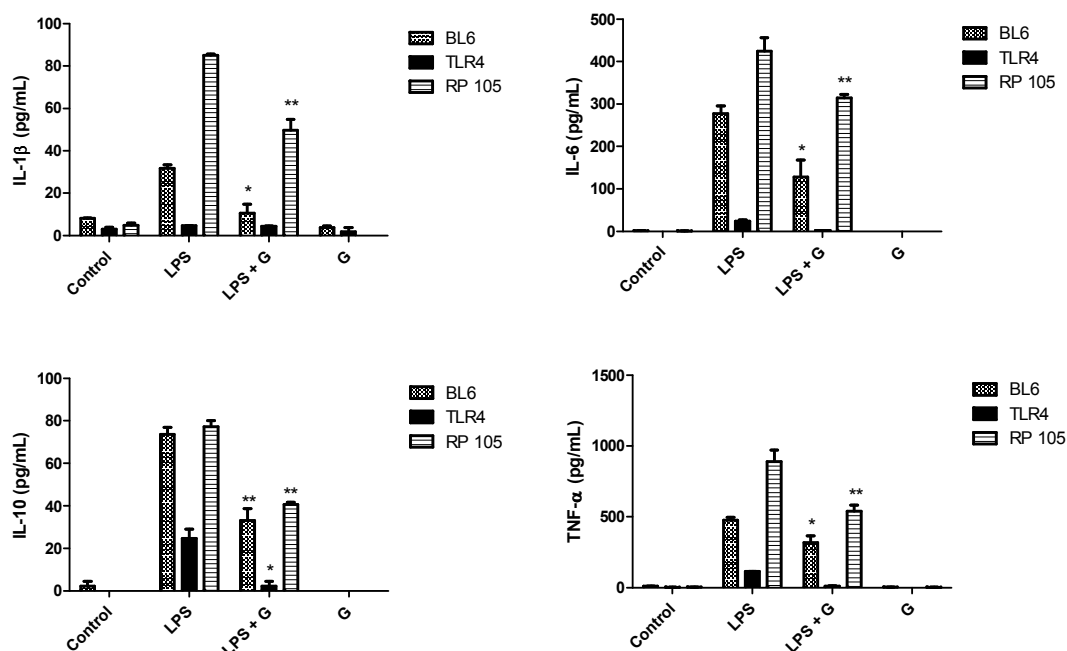 IL-1β (pg/mL)
100
80
60
40
20
0
*
**
Control
LPS
LPS + G
G
BL6
TLR4
RP 105
IL-6 (pg/mL)
500
400
300
200
100
0
*
**
Control
LPS
LPS + G
G
BL6
TLR4
RP 105
IL-10 (pg/mL)
100
80
60
40
20
0
**
*
**
Control
LPS
LPS + G
G
BL6
TLR4
RP 105
TNF-α (pg/mL)
1500
1000
500
0
*
**
Control
LPS
LPS + G
G
BL6
TLR4
RP 105